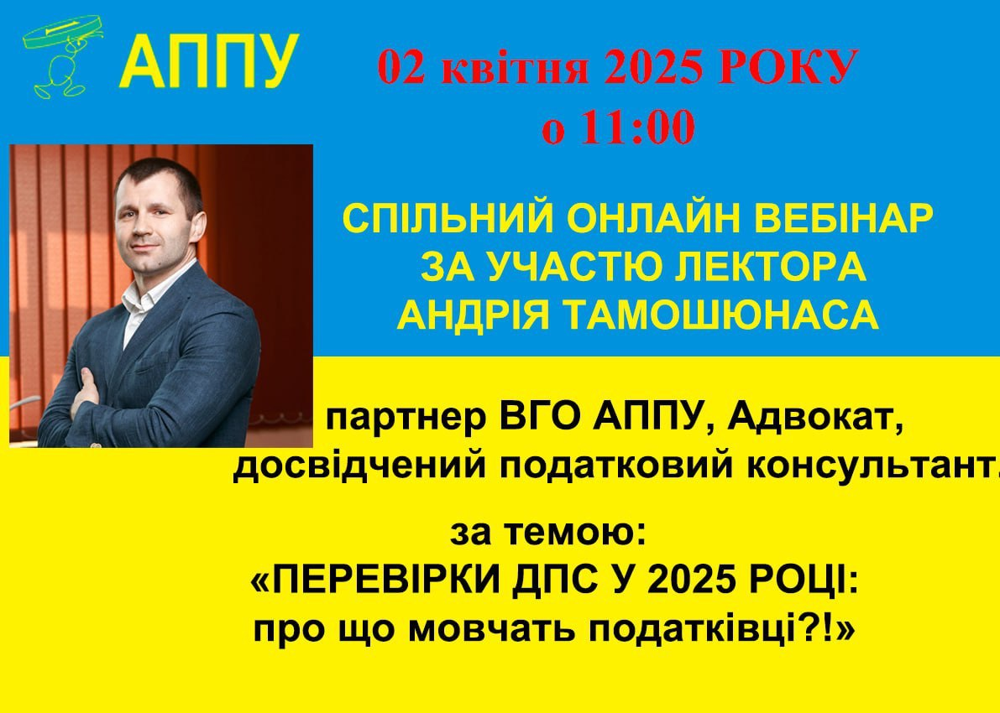 АППУ
02 квітня 2025 РОКУ
о 11:00
СПІЛЬНИЙ ОНЛАЙН ВЕБІНАР
ЗА УЧАСТЮ ЛЕКТОРА
АНДРІЯ ТАМОШЮНАСА
партнер ВГО АППУ, Адвокат,
досвідчений податковий консультант.
за темою:
«ПЕРЕВІРКИ ДПС У 2025 РОЦІ:
про що мовчать податківці?!»